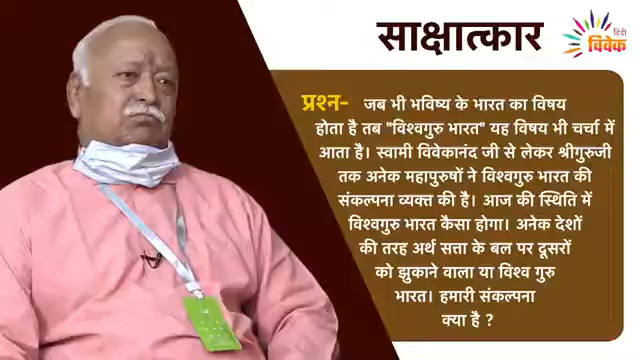 साक्षात्कार
हिंदी
विवेक
प्रश्न- जब भी भविष्य के भारत का विषय
होता है तब "विश्वगुरु भारत" यह विषय भी चर्चा में
आता है। स्वामी विवेकानंद जी से लेकर श्रीगुरुजी
तक अनेक महापुरुषों ने विश्वगुरु भारत की
संकल्पना व्यक्त की है। आज की स्थिति में
विश्वगुरु भारत कैसा होगा। अनेक देशों
की तरह अर्थ सत्ता के बल पर दूसरों
को झुकाने वाला या विश्व गुरु
भारत। हमारी संकल्पना
क्या है ?